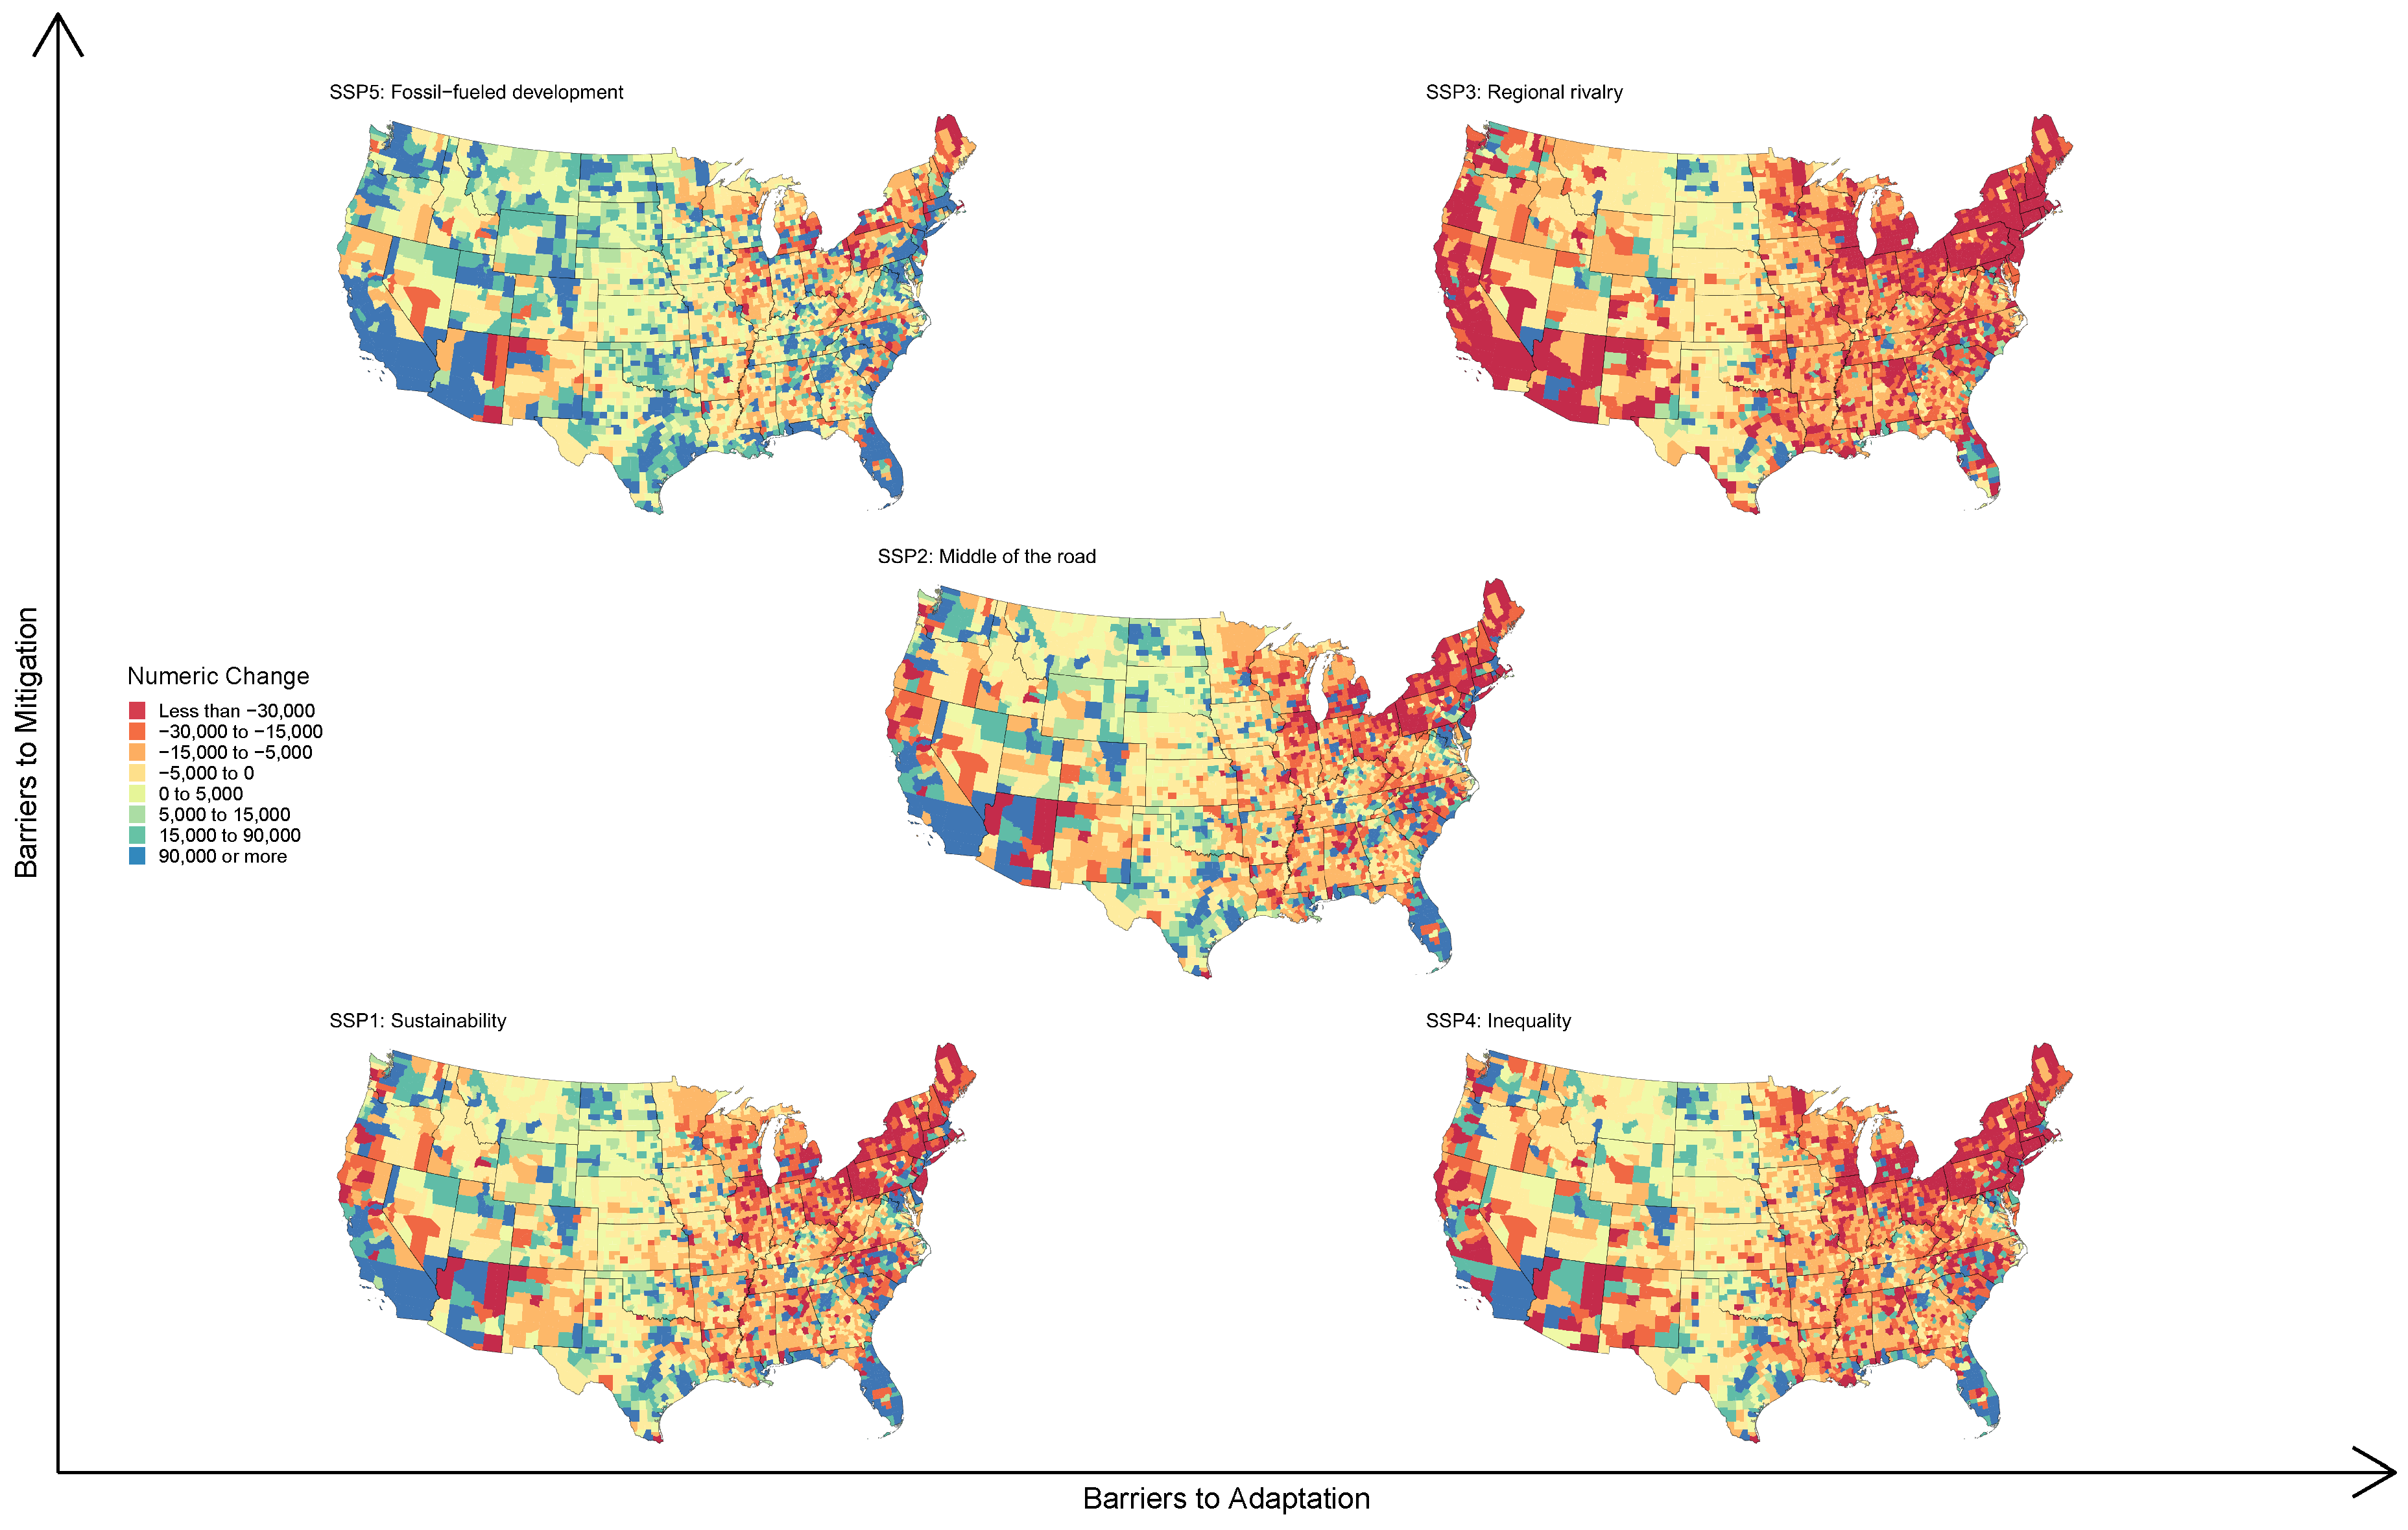 SSP5: Fossil−fueled development
SSP3: Regional rivalry
SSP2: Middle of the road
Barriers to Mitigation
Numeric Change
Less than −30,000
−30,000 to −15,000
−15,000 to −5,000
−5,000 to 0
0 to 5,000
5,000 to 15,000
15,000 to 90,000
90,000 or more
SSP1: Sustainability
SSP4: Inequality
Barriers to Adaptation